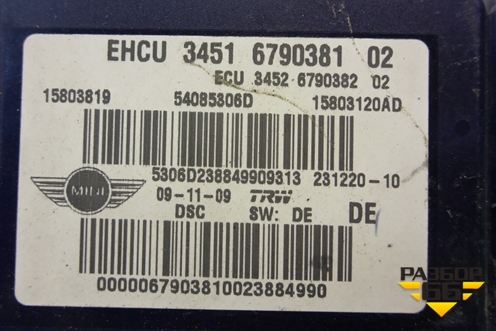 EHCU 3451 6790381 02
ECU 3452 6790382 02
15803819 54085306D 15803120AD
5306D238849909313 231220-10
MINI
09-11-09 TRW
DSC SW: DE DE
0000067903810023884990
РАЗБОР
66